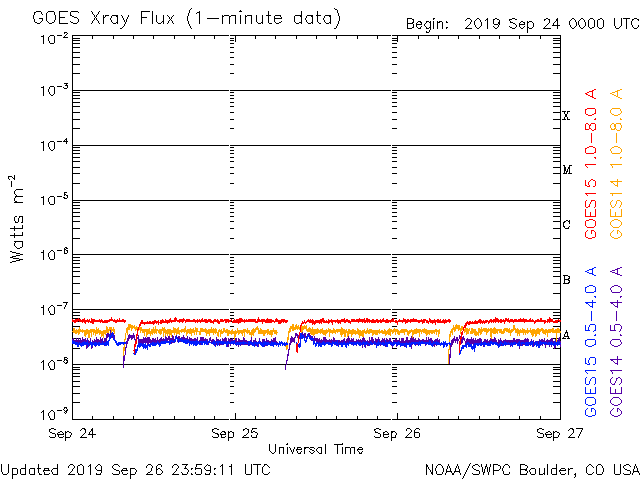 GOES Xray Flux (1-minute data)
Begin: 2019 Sep 24 0000 UTC
10⁻²
10⁻³
10⁻⁴
10⁻⁵
10⁻⁶
10⁻⁷
10⁻⁸
10⁻⁹
Watts m⁻²
X
M
C
B
A
GOES15 1.0-8.0 A
GOES14 1.0-8.0 A
GOES15 0.5-4.0 A
GOES14 0.5-4.0 A
Sep 24 Sep 25 Sep 26 Sep 27
Universal Time
Updated 2019 Sep 26 23:59:11 UTC
NOAA/SWPC Boulder, CO USA